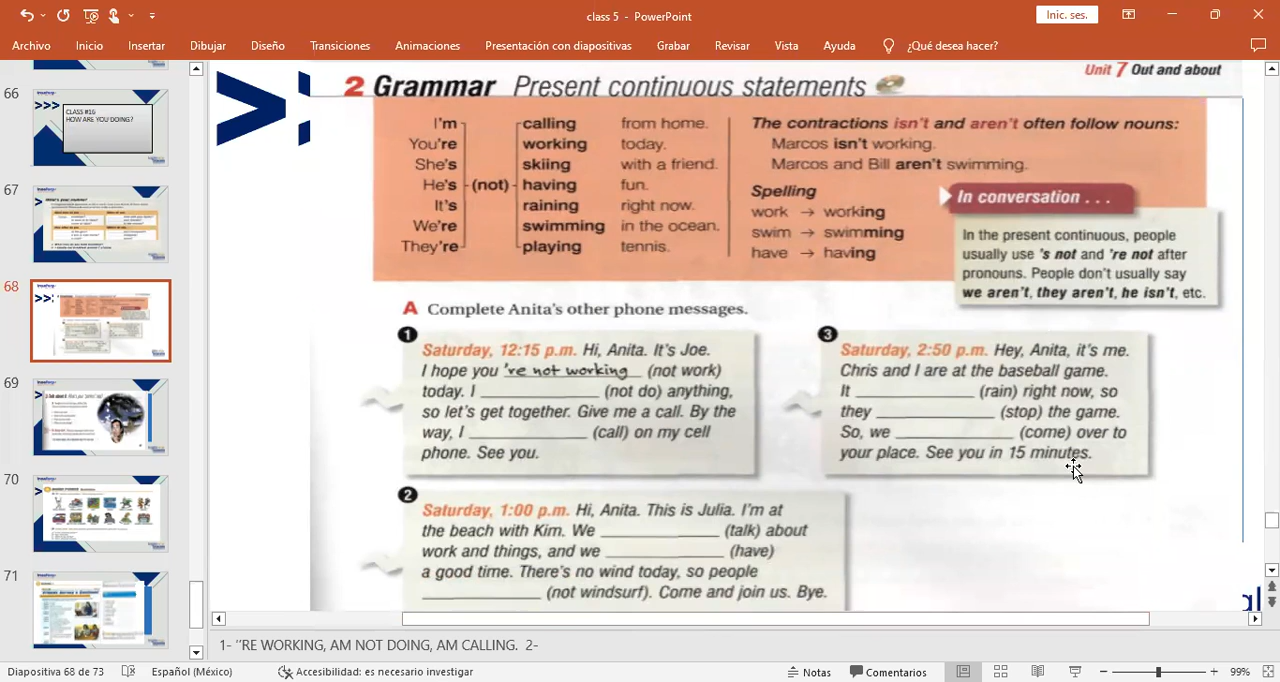 class 5 - PowerPoint
Inic. ses.
Archivo Inicio Insertar Dibujar Diseño Transiciones Animaciones Presentación con diapositivas Grabar Revisar Vista Ayuda ¿Qué desea hacer?
66
>>>
CLASS #16
HOW ARE YOU DOING?
67
68
69
70
71
Unit 7 Out and about
2 Grammar Present continuous statements
I'm
You're
She's
He's
It's
We're
They're
(not)
calling from home.
working today.
skiing with a friend.
having fun.
raining right now.
swimming in the ocean.
playing tennis.
The contractions isn't and aren't often follow nouns:
Marcos isn't working.
Marcos and Bill aren't swimming.
Spelling
work → working
swim → swimming
have → having
In conversation . . .
In the present continuous, people
usually use 's not and 're not after
pronouns. People don't usually say
we aren't, they aren't, he isn't, etc.
A Complete Anita's other phone messages.
1
Saturday, 12:15 p.m. Hi, Anita. It's Joe.
I hope you 're not working (not work)
today. I ____________ (not do) anything,
so let's get together. Give me a call. By the
way, I ____________ (call) on my cell
phone. See you.
2
Saturday, 1:00 p.m. Hi, Anita. This is Julia. I'm at
the beach with Kim. We ____________ (talk) about
work and things, and we ____________ (have)
a good time. There's no wind today, so people
____________ (not windsurf). Come and join us. Bye.
3
Saturday, 2:50 p.m. Hey, Anita, it's me.
Chris and I are at the baseball game.
It ____________ (rain) right now, so
they ____________ (stop) the game.
So, we ____________ (come) over to
your place. See you in 15 minutes.
1- ´´RE WORKING, AM NOT DOING, AM CALLING. 2-
Diapositiva 68 de 73 Español (México) Accesibilidad: es necesario investigar Notas Comentarios 99%